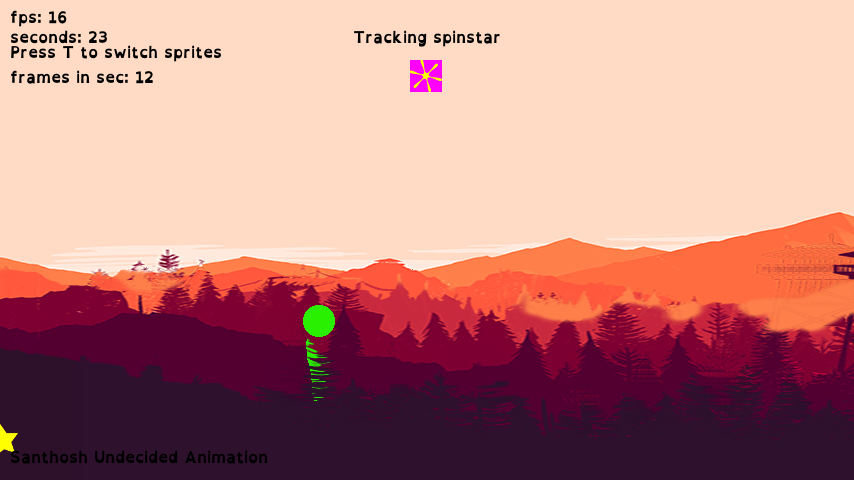 fps: 16
seconds: 23
Press T to switch sprites
frames in sec: 12
Tracking spinstar
Santhosh Undecided Animation